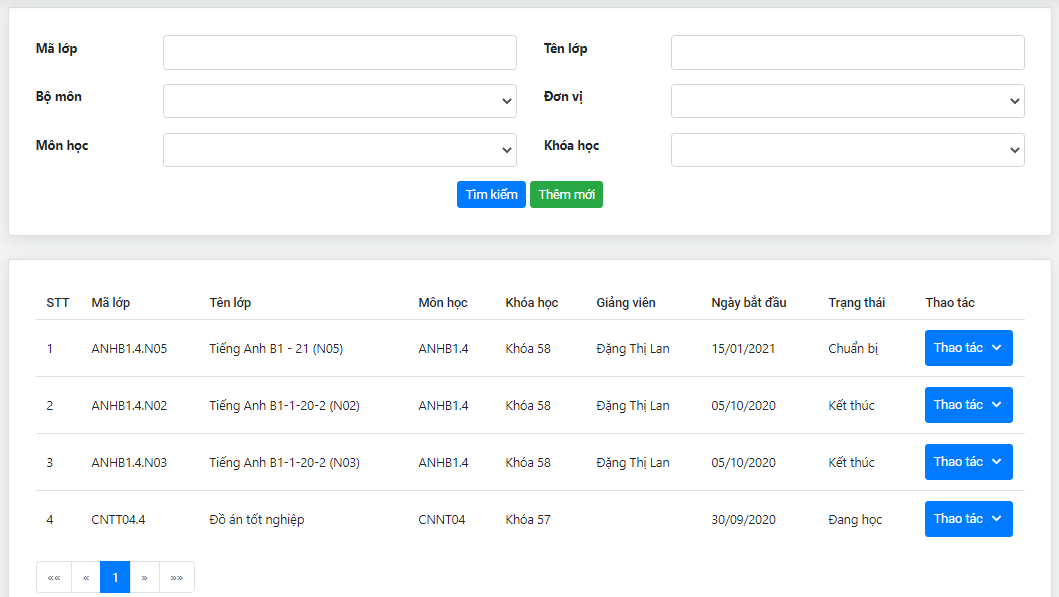 Mã lớp Tên lớp
Bộ môn Đơn vị
Môn học Khóa học
Tìm kiếm Thêm mới
STT Mã lớp Tên lớp Môn học Khóa học Giảng viên Ngày bắt đầu Trạng thái Thao tác
1 ANHB1.4.N05 Tiếng Anh B1 - 21 (N05) ANHB1.4 Khóa 58 Đặng Thị Lan 15/01/2021 Chuẩn bị Thao tác
2 ANHB1.4.N02 Tiếng Anh B1-1-20-2 (N02) ANHB1.4 Khóa 58 Đặng Thị Lan 05/10/2020 Kết thúc Thao tác
3 ANHB1.4.N03 Tiếng Anh B1-1-20-2 (N03) ANHB1.4 Khóa 58 Đặng Thị Lan 05/10/2020 Kết thúc Thao tác
4 CNTT04.4 Đồ án tốt nghiệp CNNT04 Khóa 57 30/09/2020 Đang học Thao tác
«« « 1 » »»